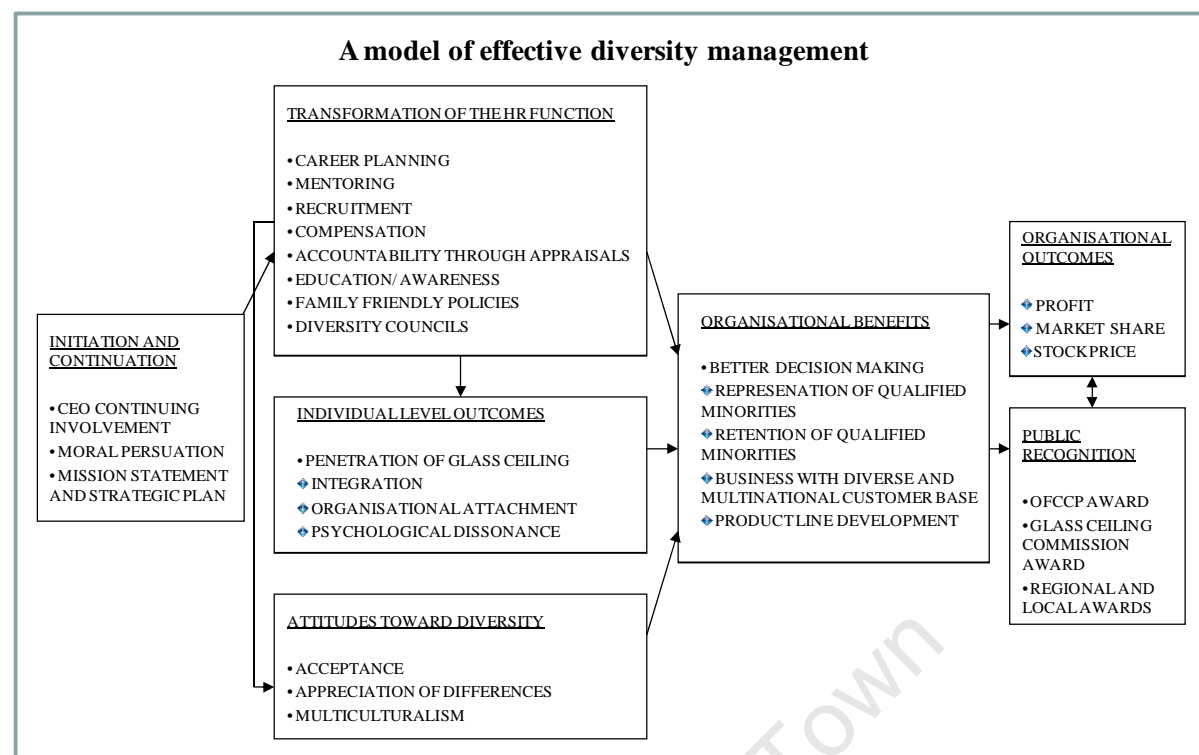 A model of effective diversity management
TRANSFORMATION OF THE HR FUNCTION
• CAREER PLANNING
• MENTORING
• RECRUITMENT
• COMPENSATION
• ACCOUNTABILITY THROUGH APPRAISALS
• EDUCATION/ AWARENESS
• FAMILY FRIENDLY POLICIES
• DIVERSITY COUNCILS
INITIATION AND
CONTINUATION
• CEO CONTINUING
INVOLVEMENT
• MORAL PERSUATION
• MISSION STATEMENT
AND STRATEGIC PLAN
INDIVIDUAL LEVEL OUTCOMES
• PENETRATION OF GLASS CEILING
◆ INTEGRATION
◆ ORGANISATIONAL ATTACHMENT
◆ PSYCHOLOGICAL DISSONANCE
ATTITUDES TOWARD DIVERSITY
• ACCEPTANCE
• APPRECIATION OF DIFFERENCES
• MULTICULTURALISM
ORGANISATIONAL BENEFITS
• BETTER DECISION MAKING
◆ REPRESENATION OF QUALIFIED
MINORITIES
◆ RETENTION OF QUALIFIED
MINORITIES
◆ BUSINESS WITH DIVERSE AND
MULTINATIONAL CUSTOMER BASE
◆ PRODUCT LINE DEVELOPMENT
ORGANISATIONAL
OUTCOMES
◆ PROFIT
◆ MARKET SHARE
◆ STOCK PRICE
PUBLIC
RECOGNITION
• OFCCP AWARD
• GLASS CEILING
COMMISSION
AWARD
• REGIONAL AND
LOCAL AWARDS
Town